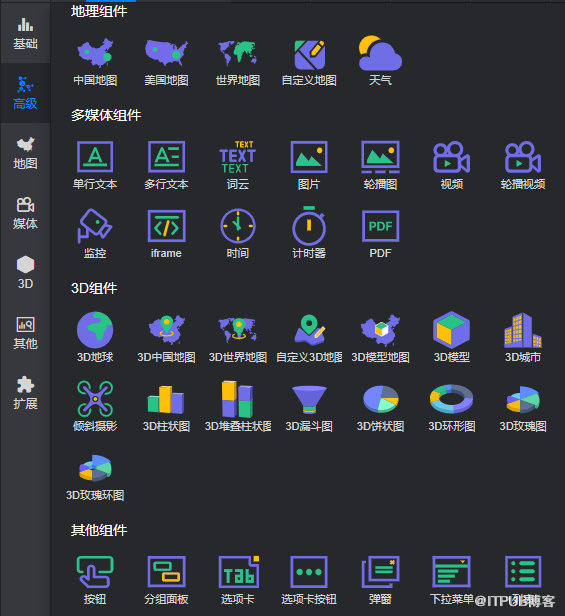 基础
高级
地图
媒体
3D
其他
扩展
地理组件
中国地图 美国地图 世界地图 自定义地图 天气
多媒体组件
A A TEXT TEXT TEXT
单行文本 多行文本 词云 图片 轮播图 视频 轮播视频
PDF
监控 iframe 时间 计时器 PDF
3D组件
3D地球 3D中国地图 3D世界地图 自定义3D地图 3D模型地图 3D模型 3D城市
倾斜摄影 3D柱状图 3D堆叠柱状图 3D漏斗图 3D饼状图 3D环形图 3D玫瑰图
3D玫瑰环图
其他组件
Tab
按钮 分组面板 选项卡 选项卡按钮 弹窗 下拉菜单
@ITPUB博客